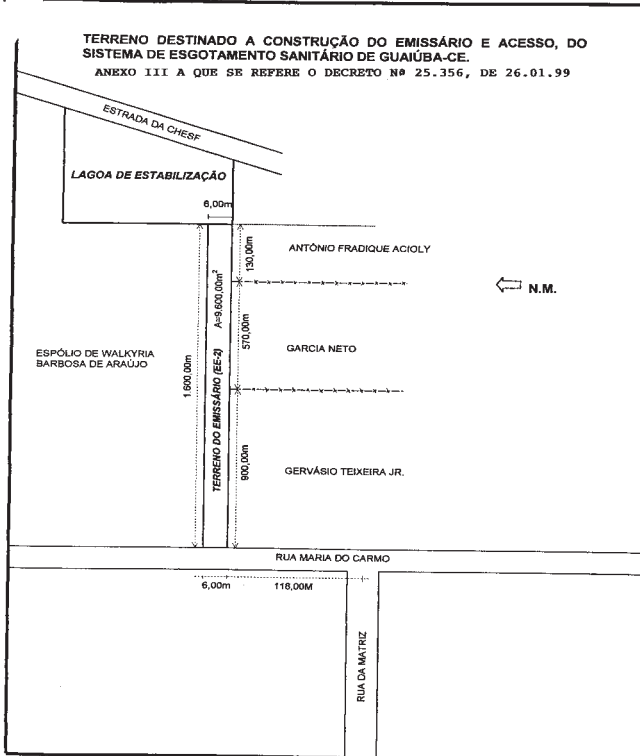 TERRENO DESTINADO A CONSTRUÇÃO DO EMISSÁRIO E ACESSO, DO
SISTEMA DE ESGOTAMENTO SANITÁRIO DE GUAIÚBA-CE.
ANEXO III A QUE SE REFERE O DECRETO Nº 25.356, DE 26.01.99
ESTRADA DA CHESF
LAGOA DE ESTABILIZAÇÃO
6,00m
130,00m
ANTÔNIO FRADIQUE ACIOLY
N.M.
570,00m
GARCIA NETO
ESPÓLIO DE WALKYRIA
BARBOSA DE ARAÚJO
1.600,00m
TERRENO DO EMISSÁRIO (EE-2) A=9.600,00m²
900,00m
GERVÁSIO TEIXEIRA JR.
RUA MARIA DO CARMO
6,00m 118,00M
RUA DA MATRIZ